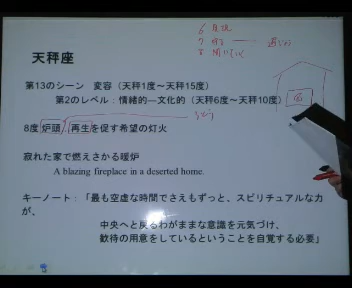 天秤座
第13のシーン　変容（天秤1度〜天秤15度）
第2のレベル：情緒的―文化的（天秤6度〜天秤10度）
8度 炉頭/再生を促す希望の灯火
寂れた家で燃えさかる暖炉
A blazing fireplace in a deserted home.
キーノート：「最も空虚な時間でさえもずっと、スピリチュアルな力
が、
中央へと戻るわがままな意識を元気づけ、
歓待の用意をしているということを自覚する必要」
6
7
8